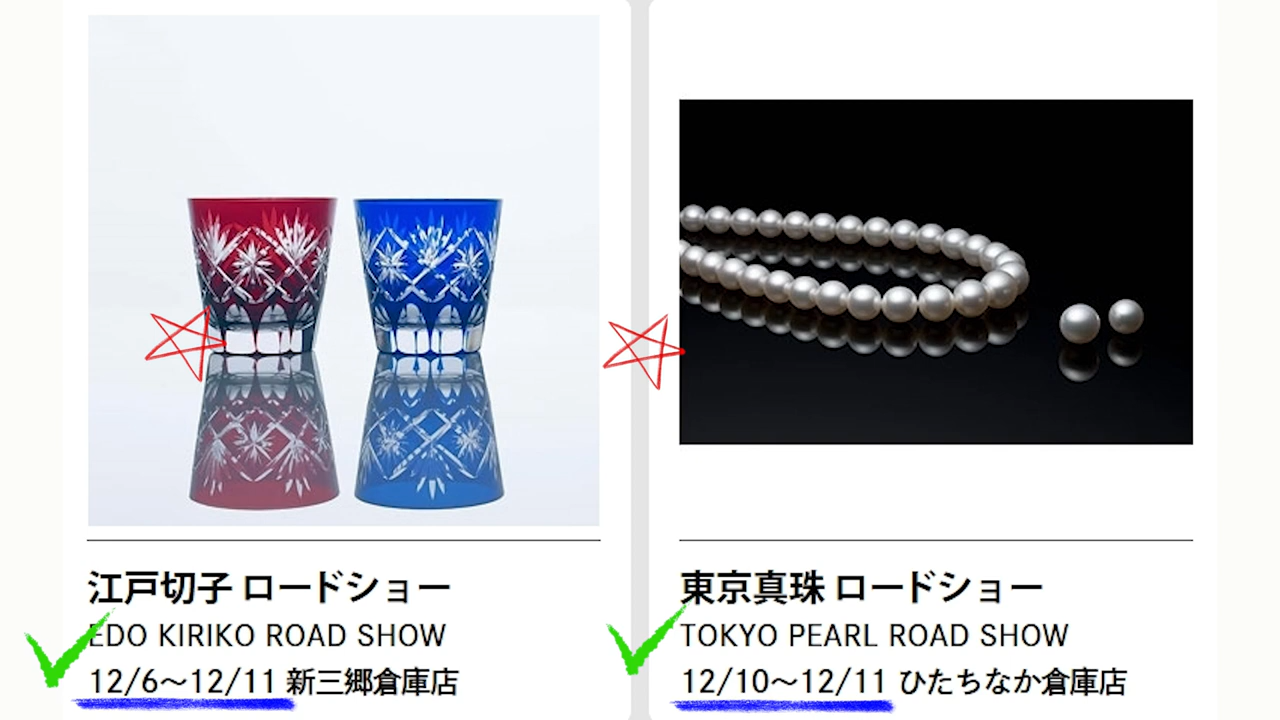 江戸切子 ロードショー
EDO KIRIKO ROAD SHOW
12/6～12/11 新三郷倉庫店
東京真珠 ロードショー
TOKYO PEARL ROAD SHOW
12/10～12/11 ひたちなか倉庫店